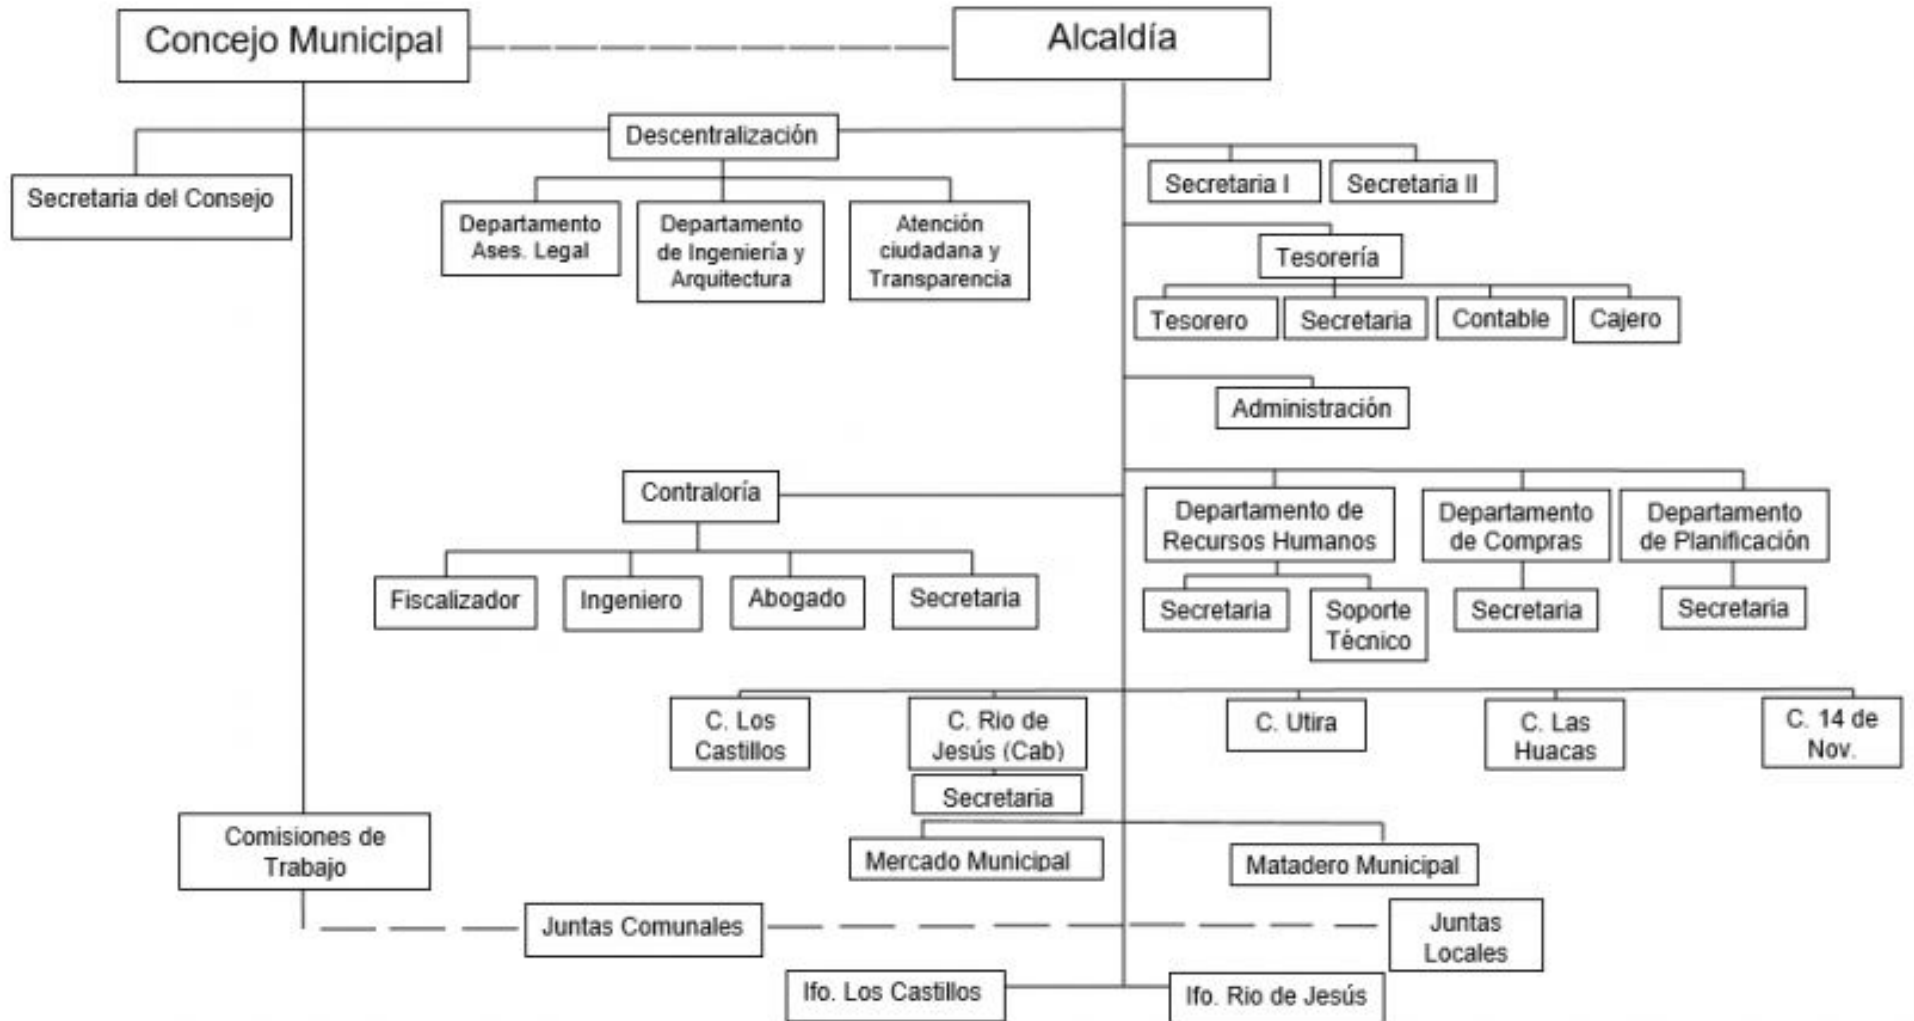 Concejo Municipal
Alcaldía
Descentralización
Secretaria del Consejo
Secretaria I
Secretaria II
Departamento
Ases. Legal
Departamento
de Ingeniería y
Arquitectura
Atención
ciudadana y
Transparencia
Tesorería
Tesorero
Secretaria
Contable
Cajero
Administración
Contraloría
Departamento de
Recursos Humanos
Departamento
de Compras
Departamento
de Planificación
Fiscalizador
Ingeniero
Abogado
Secretaria
Secretaria
Soporte
Técnico
Secretaria
Secretaria
C. Los
Castillos
C. Rio de
Jesús (Cab)
C. Utira
C. Las
Huacas
C. 14 de
Nov.
Secretaria
Comisiones de
Trabajo
Mercado Municipal
Matadero Municipal
Juntas Comunales
Juntas
Locales
Ifo. Los Castillos
Ifo. Rio de Jesús